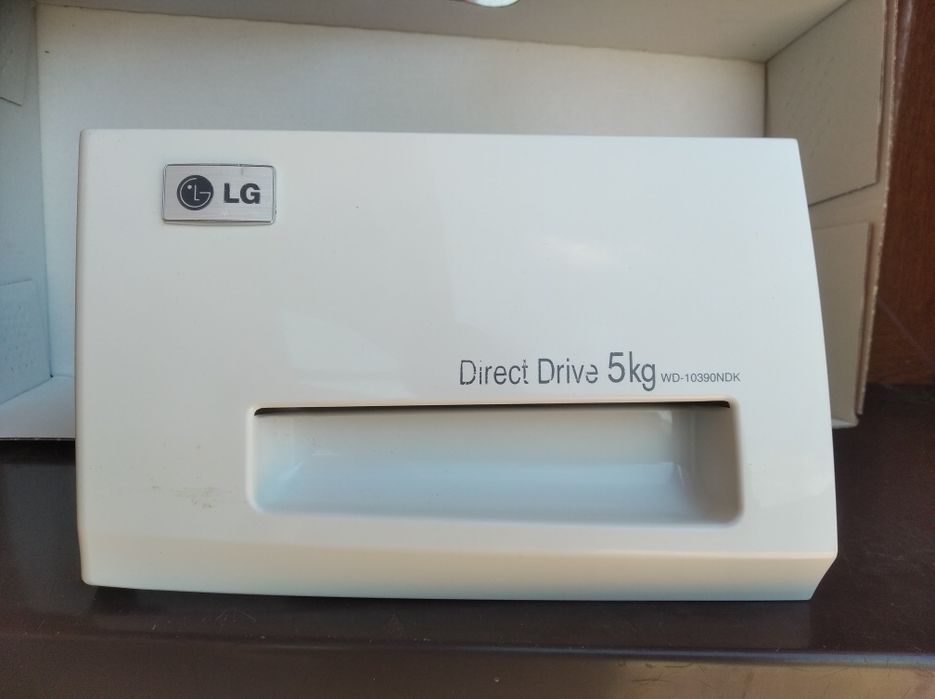 LG
Direct Drive 5kg WD-10390NDK